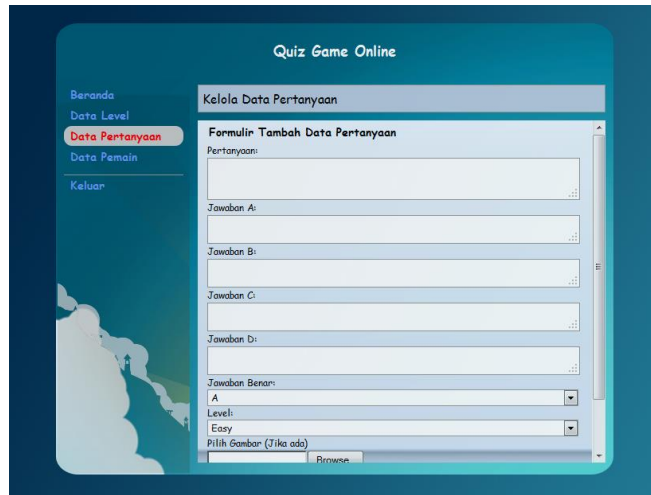 Quiz Game Online
Beranda
Data Level
Data Pertanyaan
Data Pemain
Keluar
Kelola Data Pertanyaan
Formulir Tambah Data Pertanyaan
Pertanyaan:
Jawaban A:
Jawaban B:
Jawaban C:
Jawaban D:
Jawaban Benar:
A
Level:
Easy
Pilih Gambar (Jika ada)
Browse